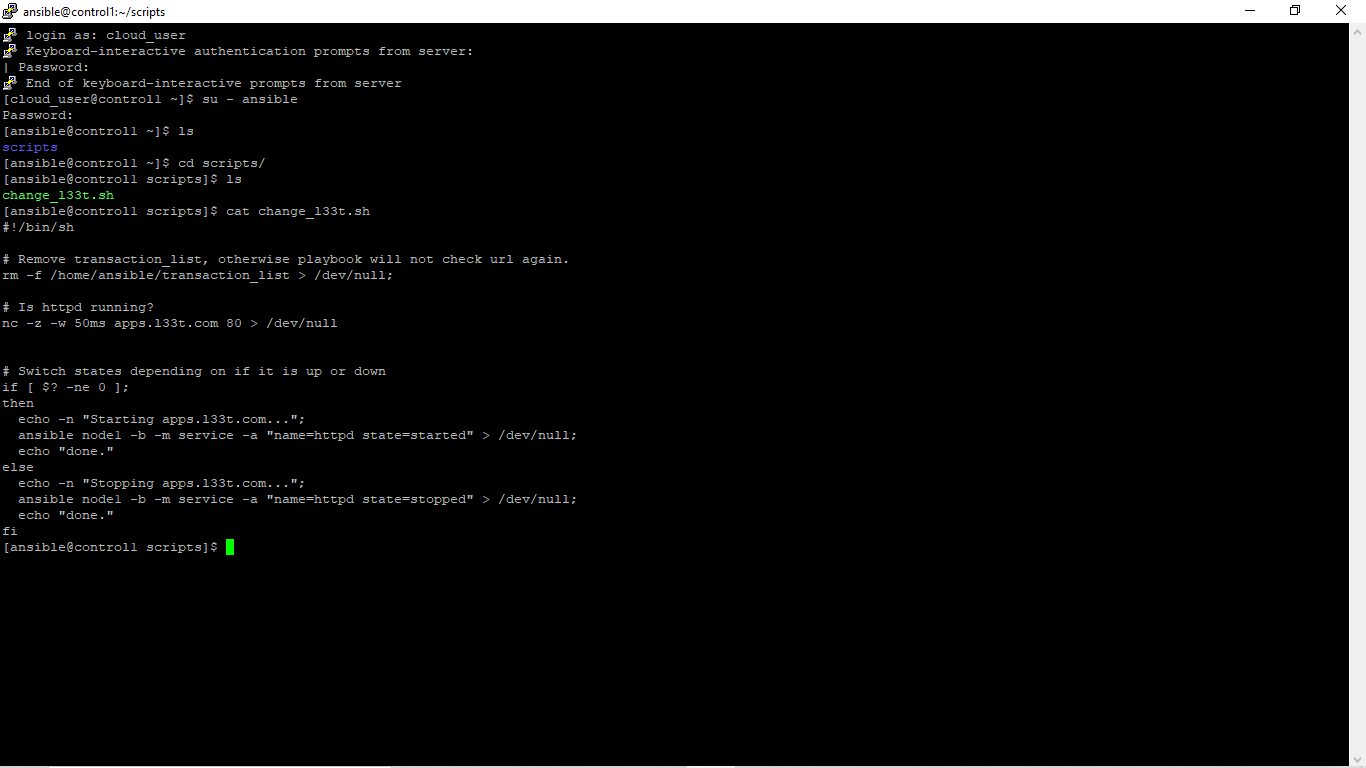 ansible@control1:~/scripts
login as: cloud_user
Keyboard-interactive authentication prompts from server:
| Password:
End of keyboard-interactive prompts from server
[cloud_user@control1 ~]$ su - ansible
Password:
[ansible@control1 ~]$ ls
scripts
[ansible@control1 ~]$ cd scripts/
[ansible@control1 scripts]$ ls
change_l33t.sh
[ansible@control1 scripts]$ cat change_l33t.sh
#!/bin/sh

# Remove transaction_list, otherwise playbook will not check url again.
rm -f /home/ansible/transaction_list > /dev/null;

# Is httpd running?
nc -z -w 50ms apps.l33t.com 80 > /dev/null


# Switch states depending on if it is up or down
if [ $? -ne 0 ];
then
  echo -n "Starting apps.l33t.com...";
  ansible node1 -b -m service -a "name=httpd state=started" > /dev/null;
  echo "done."
else
  echo -n "Stopping apps.l33t.com...";
  ansible node1 -b -m service -a "name=httpd state=stopped" > /dev/null;
  echo "done."
fi
[ansible@control1 scripts]$